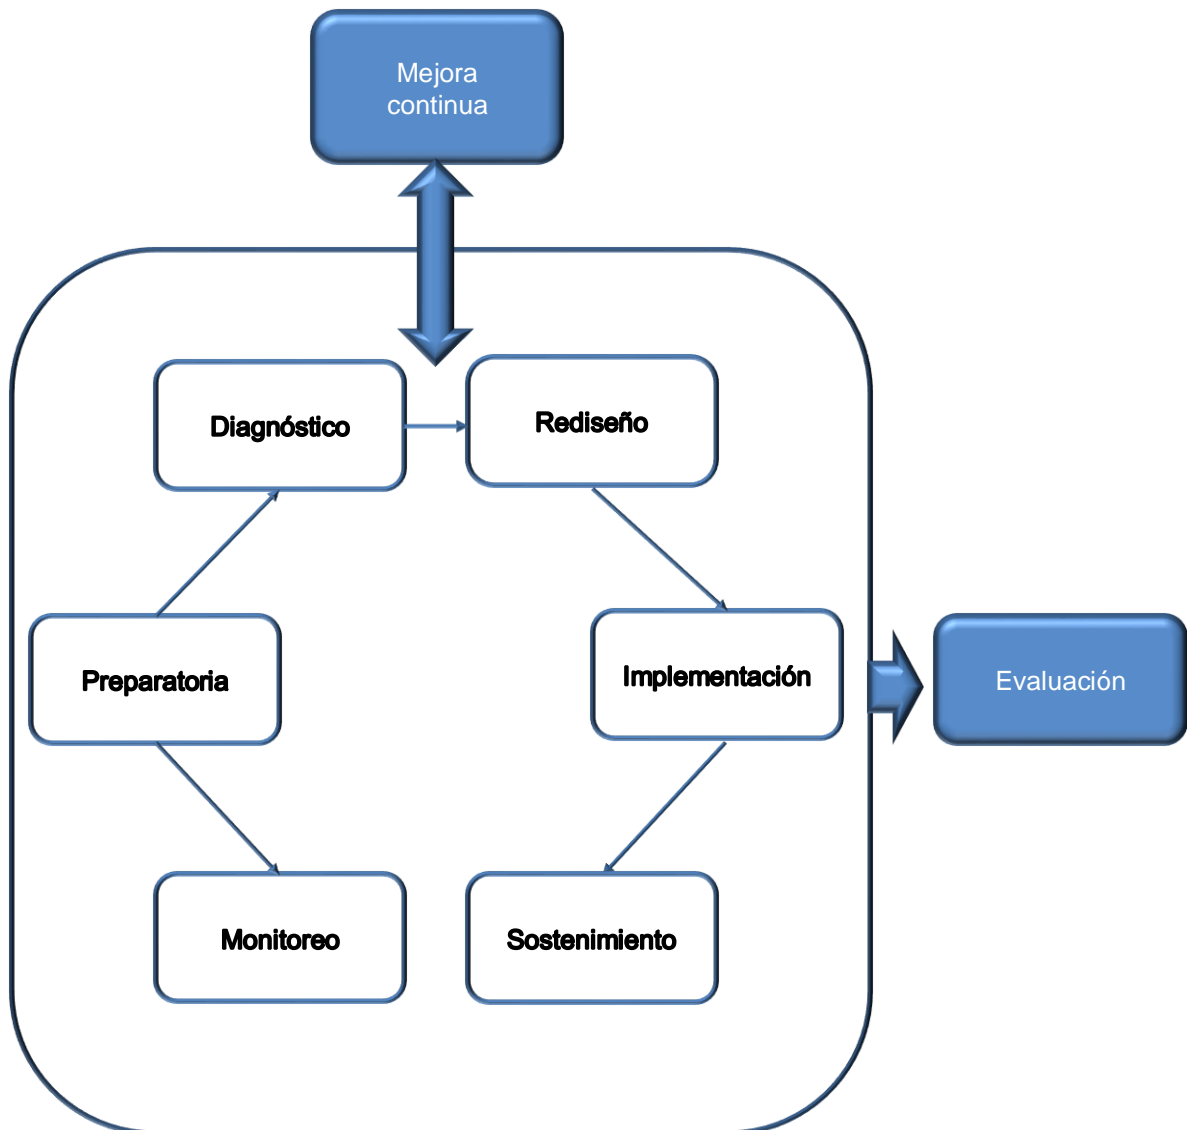 Mejora
continua
Diagnóstico
Rediseño
Preparatoria
Implementación
Evaluación
Monitoreo
Sostenimiento